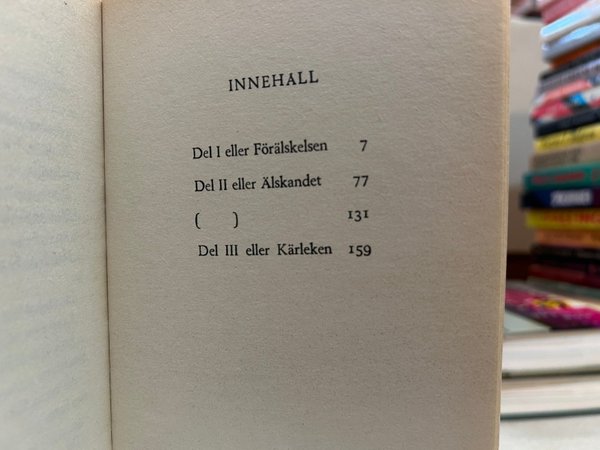 INNEHALL
Del I eller Förälskelsen 7
Del II eller Älskandet 77
( ) 131
Del III eller Kärleken 159